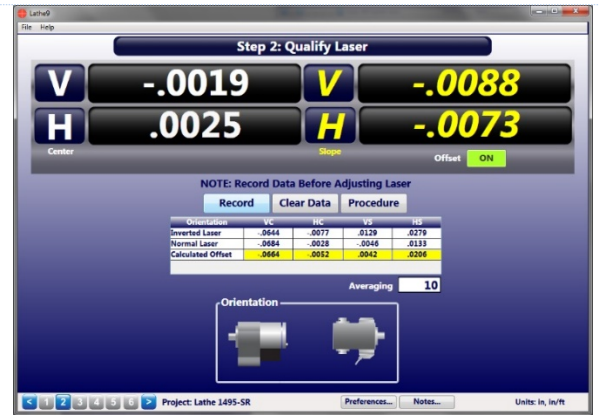 Lathe9
File Help
Step 2: Qualify Laser
V -.0019 V -.0088
H .0025 H -.0073
Center Slope
Offset ON
NOTE: Record Data Before Adjusting Laser
Record Clear Data Procedure
Orientation VC HC VS HS
Inverted Laser -.0644 -.0077 .0129 .0279
Normal Laser -.0684 -.0028 -.0046 .0133
Calculated Offset -.0664 .0052 .0042 .0206
Averaging 10
Orientation
< 1 2 3 4 5 6 > Project: Lathe 1495-SR Preferences... Notes... Units: in, in/ft